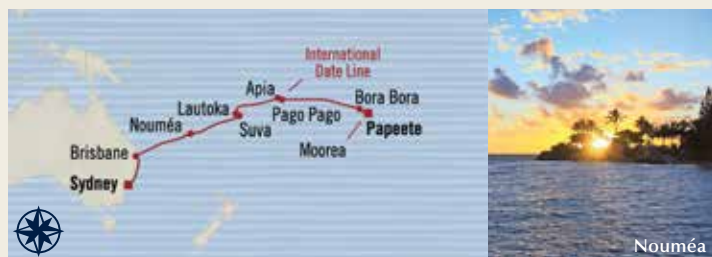 International
Date Line
Apia
Bora Bora
Lautoka
Pago Pago
Papeete
Nouméa
Suva
Moorea
Brisbane
Sydney
Nouméa